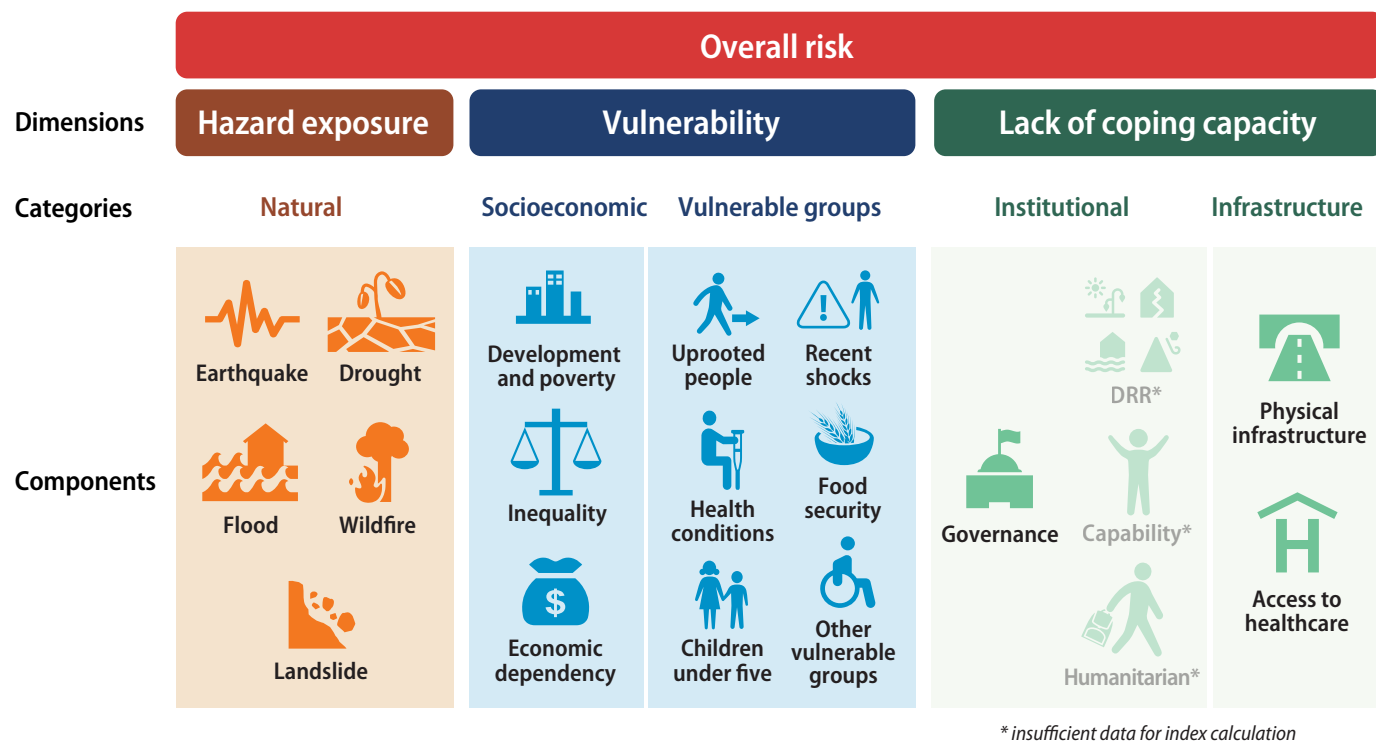 Overall risk
Dimensions
Hazard exposure
Vulnerability
Lack of coping capacity
Categories
Natural
Socioeconomic
Vulnerable groups
Institutional
Infrastructure
Components
Earthquake
Drought
Flood
Wildfire
Landslide
Development
and poverty
Inequality
$
Economic
dependency
Uprooted
people
!
Recent
shocks
Health
conditions
Food
security
Children
under five
Other
vulnerable
groups
Governance
DRR*
Capability*
Humanitarian*
Physical
infrastructure
H
Access to
healthcare
* insufficient data for index calculation